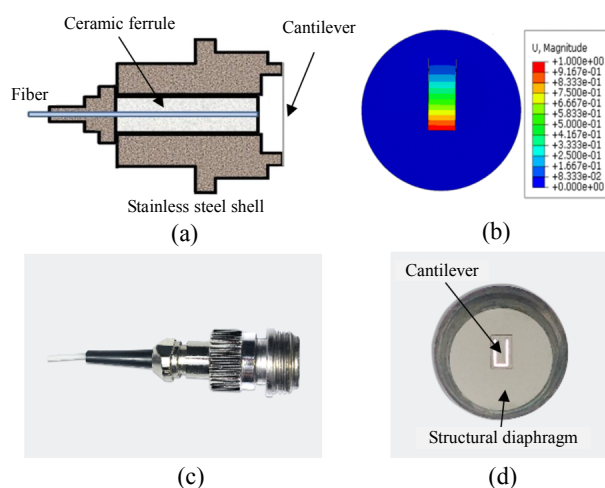 Ceramic ferrule
Cantilever
Fiber
Stainless steel shell
(a)
U, Magnitude
+1.000e+00
+9.167e-01
+8.333e-01
+7.500e-01
+6.667e-01
+5.833e-01
+5.000e-01
+4.167e-01
+3.333e-01
+2.500e-01
+1.667e-01
+8.333e-02
+0.000e+00
(b)
(c)
Cantilever
Structural diaphragm
(d)